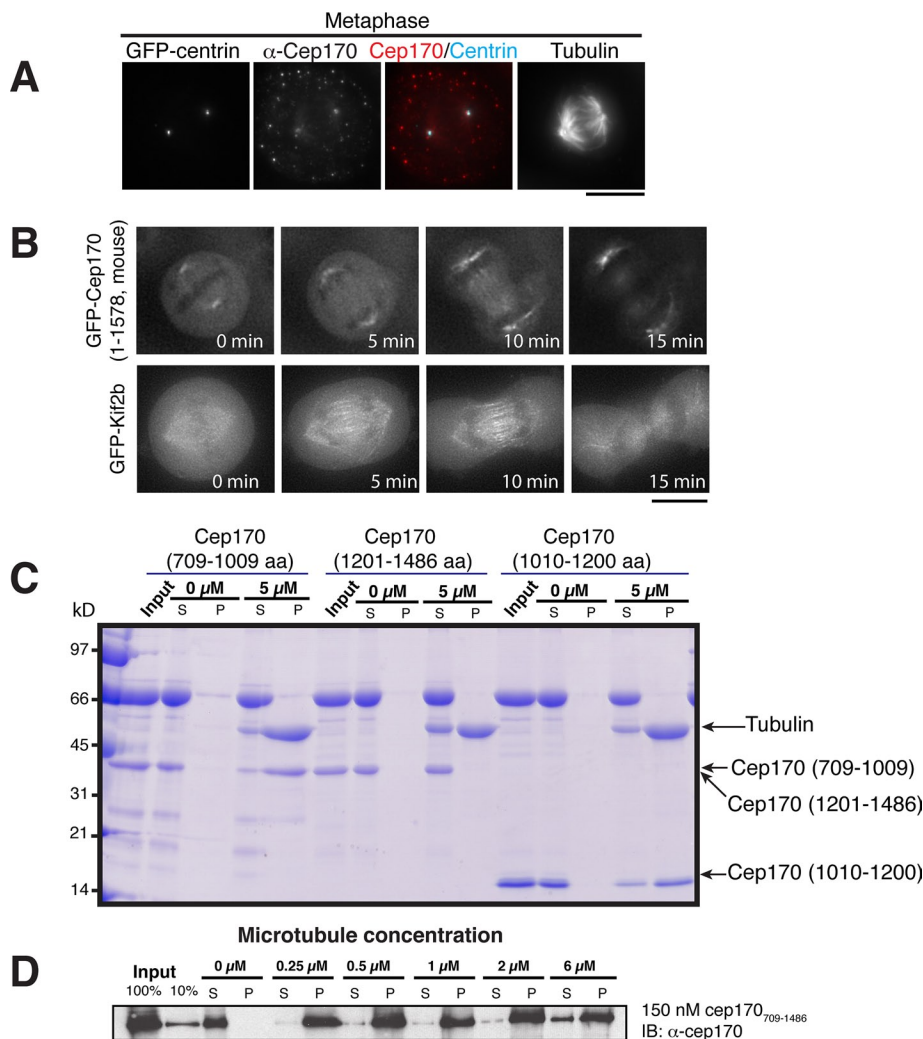 Metaphase
GFP-centrin α-Cep170 Cep170/Centrin Tubulin
A
B
GFP-Cep170
(1-1578, mouse)
0 min 5 min 10 min 15 min
GFP-Kif2b
0 min 5 min 10 min 15 min
C
Cep170 Cep170 Cep170
(709-1009 aa) (1201-1486 aa) (1010-1200 aa)
Input 0 µM 5 µM Input 0 µM 5 µM Input 0 µM 5 µM
kD S P S P S P S P S P S P
97
66
45
31
21
14
Tubulin
Cep170 (709-1009)
Cep170 (1201-1486)
Cep170 (1010-1200)
Microtubule concentration
D
Input 0 µM 0.25 µM 0.5 µM 1 µM 2 µM 6 µM
100% 10% S P S P S P S P S P S P
150 nM cep170709-1486
IB: α-cep170